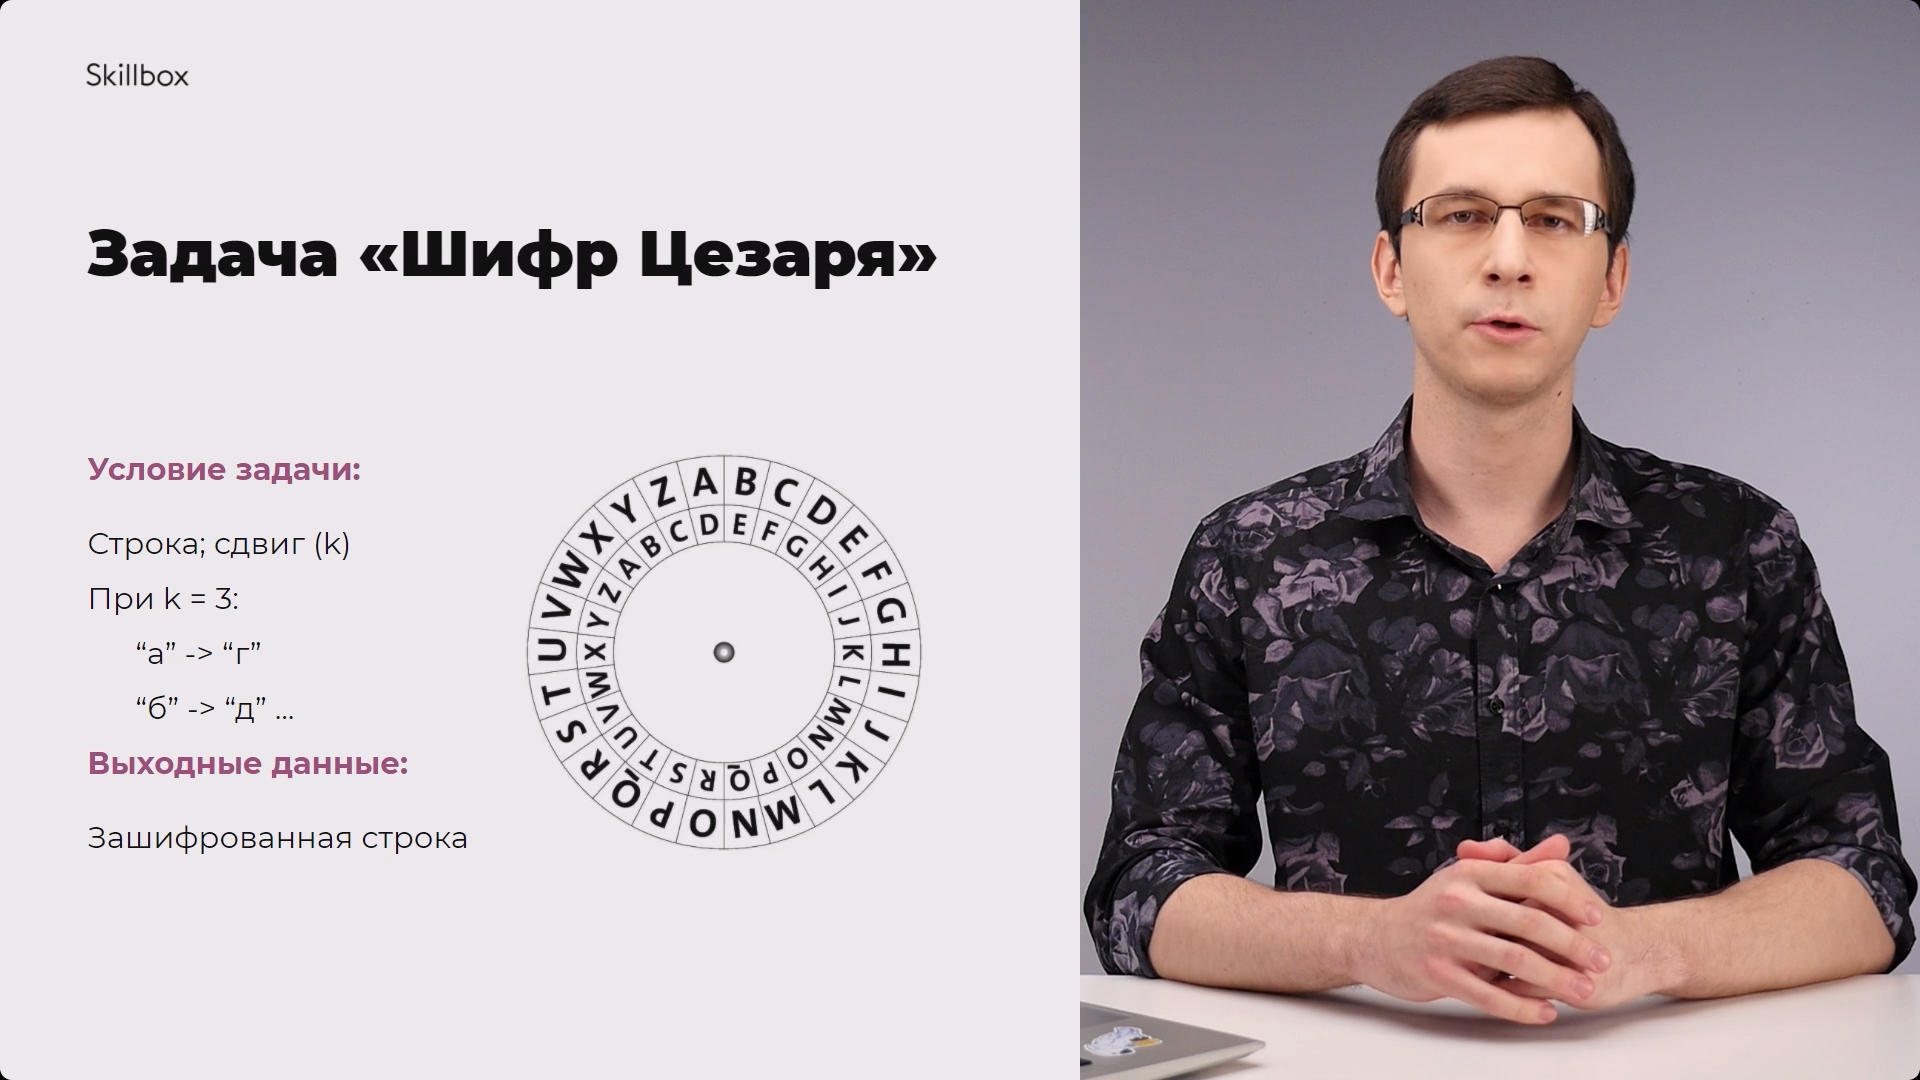 Skillbox
Задача «Шифр Цезаря»
Условие задачи:
Строка; сдвиг (k)
При k = 3:
“а” -> “г”
“б” -> “д” ...
Выходные данные:
Зашифрованная строка
A B C D E F G H I J K L M N O P Q R S T U V W X Y Z
D E F G H I J K L M N O P Q R S T U V W X Y Z A B C